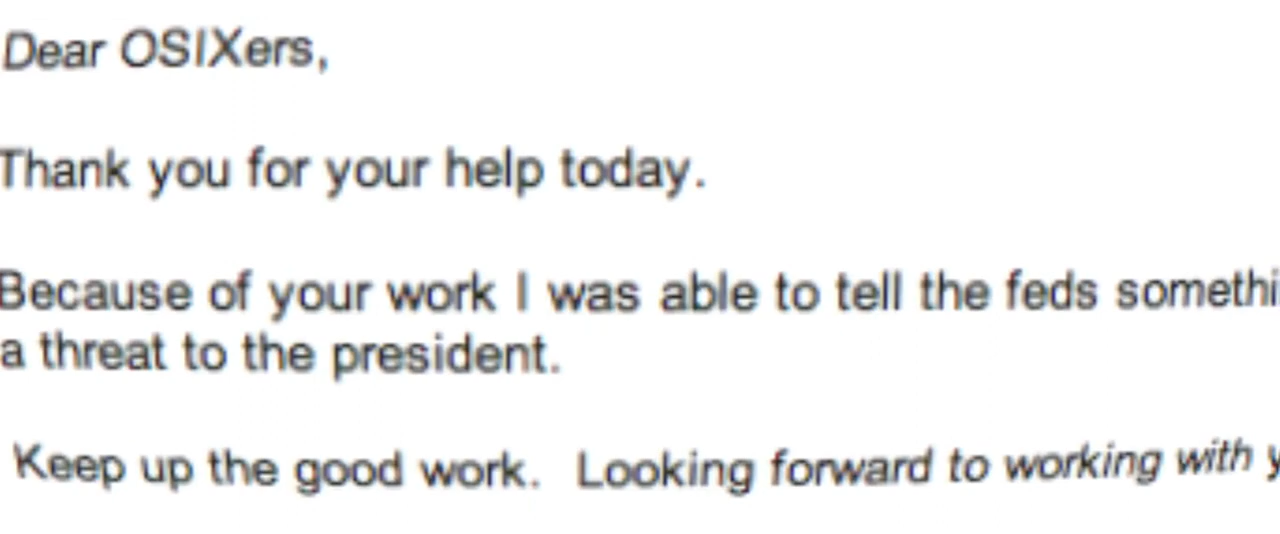 Dear OSIXers,
Thank you for your help today.
Because of your work I was able to tell the feds
a threat to the president.
Keep up the good work. Looking forward to working with